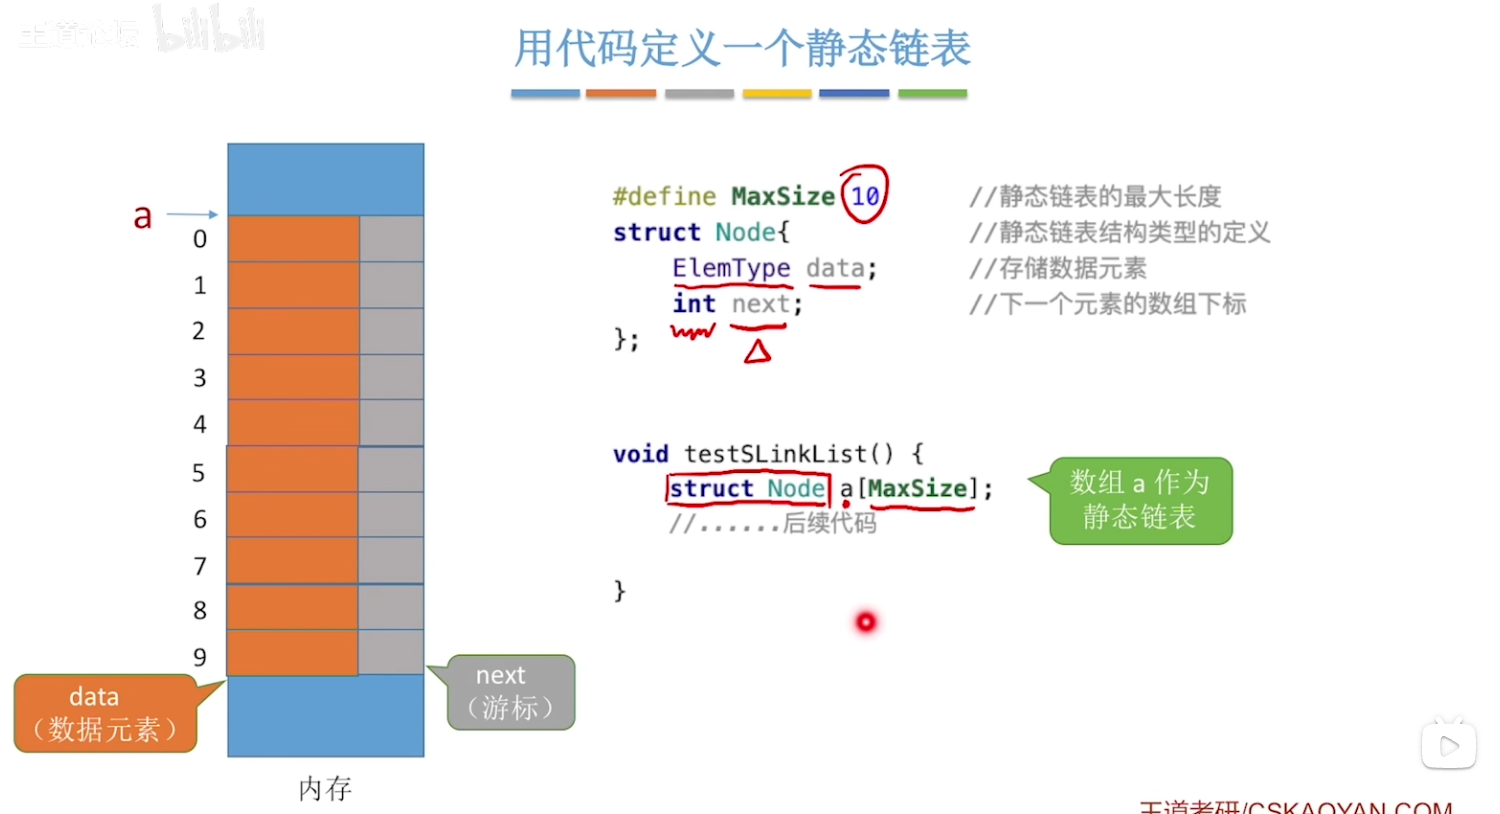 王道论坛 bilibili
用代码定义一个静态链表
a
0
1
2
3
4
5
6
7
8
9
data
（数据元素）
next
（游标）
内存
#define MaxSize 10 //静态链表的最大长度
struct Node{ //静态链表结构类型的定义
ElemType data; //存储数据元素
int next; //下一个元素的数组下标
};
void testSLinkList() {
struct Node a[MaxSize];
//......后续代码
}
数组 a 作为
静态链表
王道考研/CSKAOYAN.COM